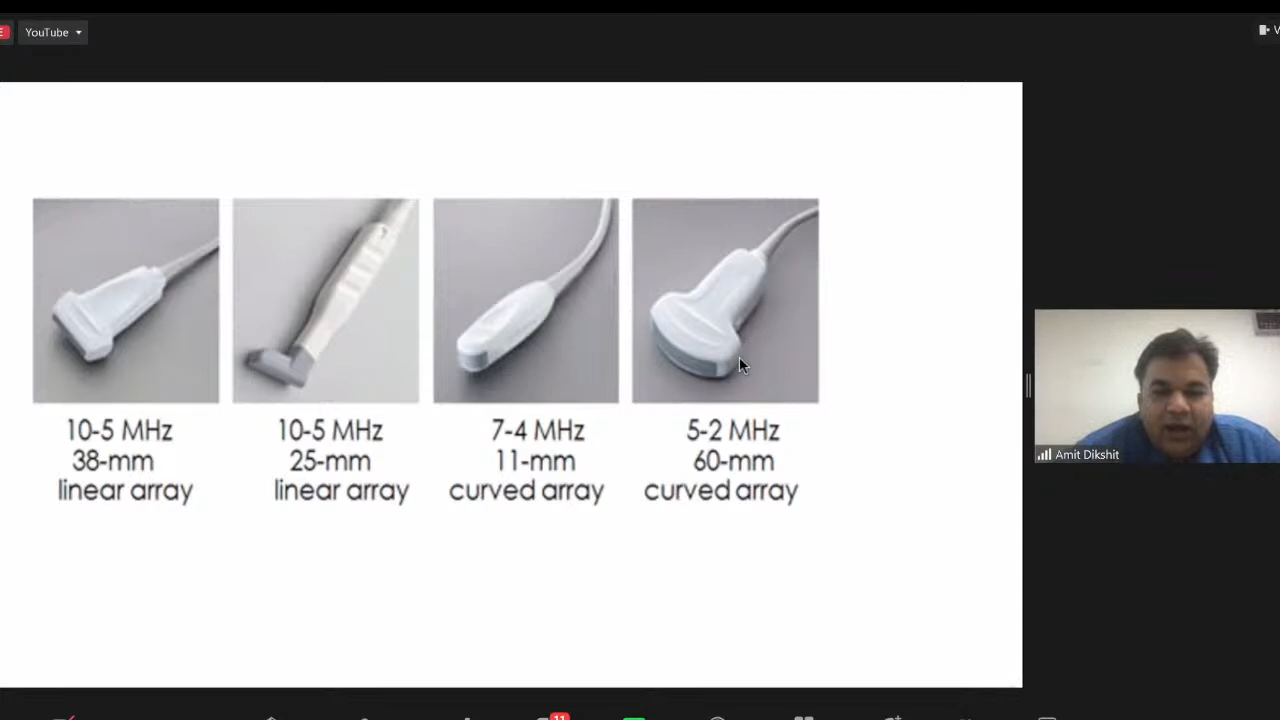 YouTube
10-5 MHz
38-mm
linear array
10-5 MHz
25-mm
linear array
7-4 MHz
11-mm
curved array
5-2 MHz
60-mm
curved array
Amit Dikshit
11